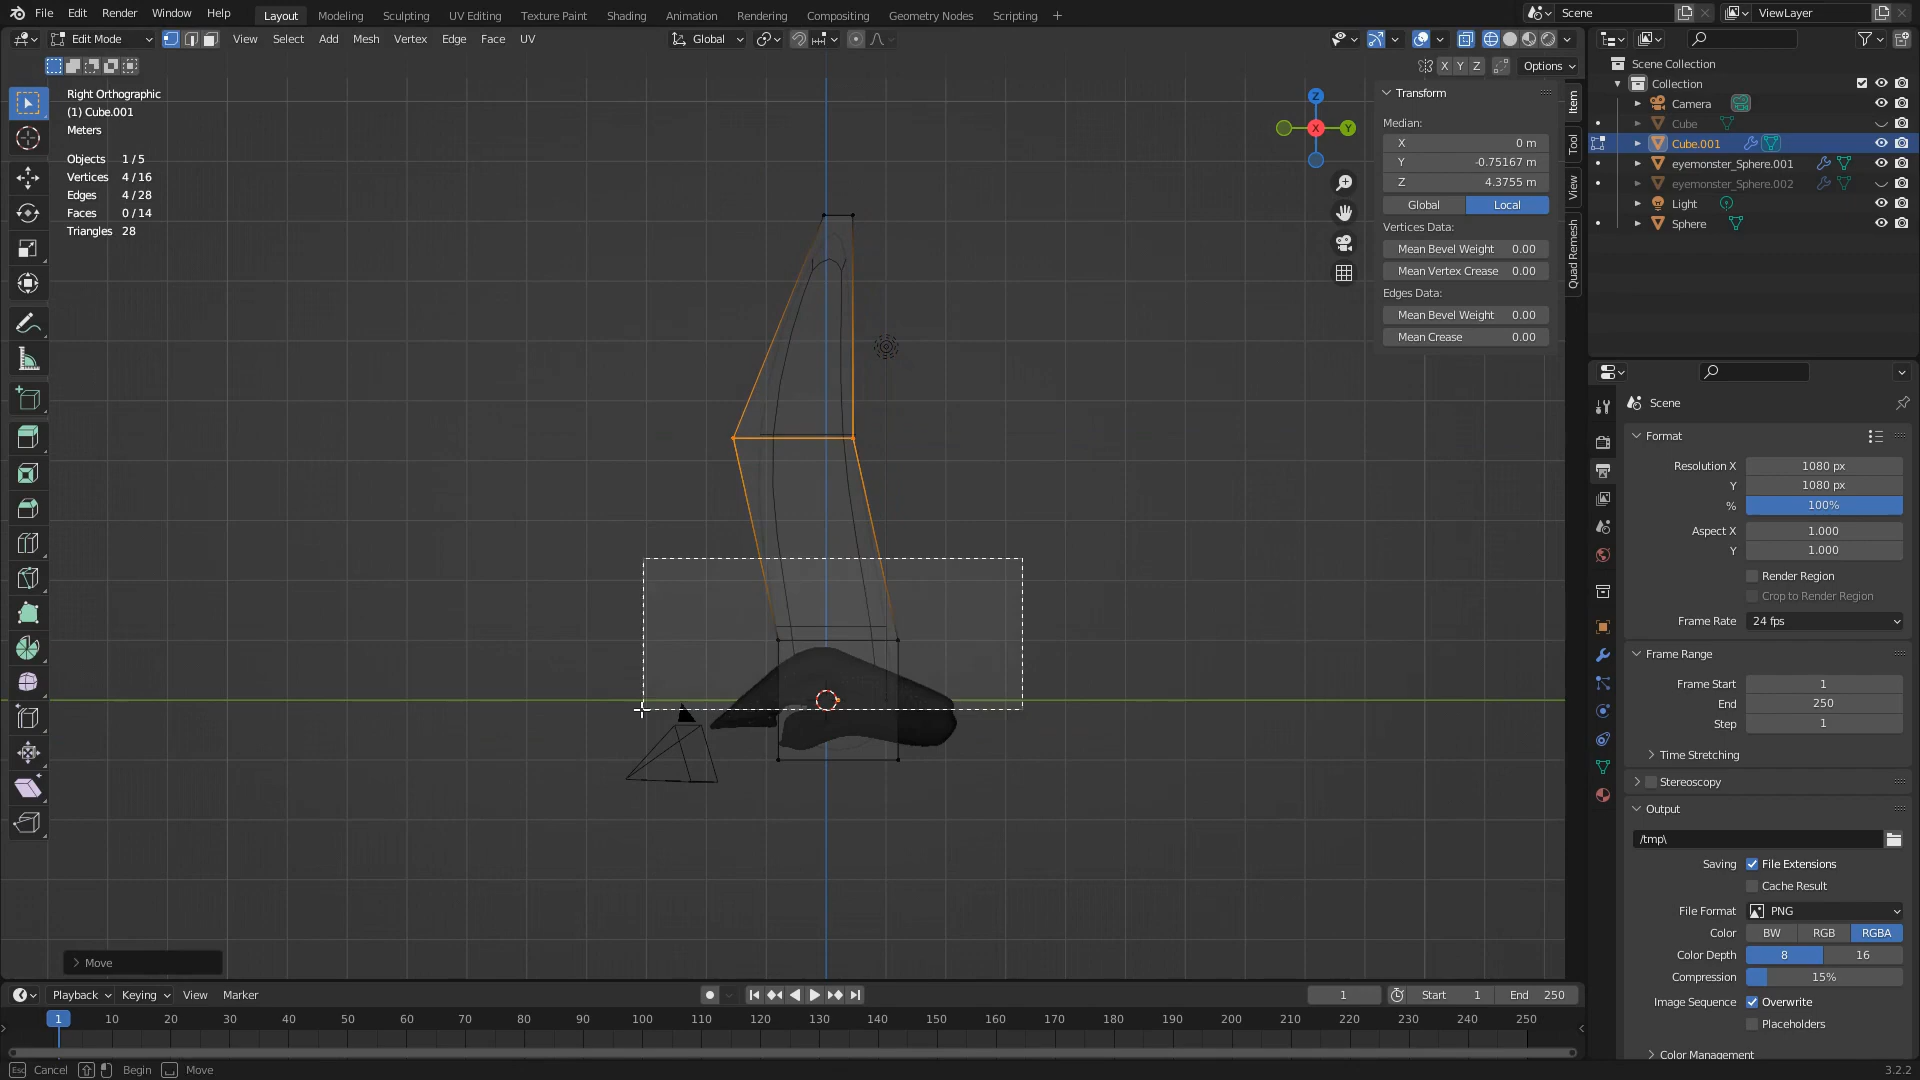 File Edit Render Window Help Layout Modeling Sculpting UV Editing Texture Paint Shading Animation Rendering Compositing Geometry Nodes Scripting + Scene ViewLayer
Edit Mode View Select Add Mesh Vertex Edge Face UV Global
X Y Z Options
Right Orthographic
(1) Cube.001
Meters
Objects 1/5
Vertices 4/16
Edges 4/28
Faces 0/14
Triangles 28
Z
Y
X
Transform
Median:
X 0 m
Y -0.75167 m
Z 4.3755 m
Global Local
Vertices Data:
Mean Bevel Weight 0.00
Mean Vertex Crease 0.00
Edges Data:
Mean Bevel Weight 0.00
Mean Crease 0.00
Item
Tool
View
Quad Remesh
Scene Collection
Collection
Camera
Cube
Cube.001
eyemonster_Sphere.001
eyemonster_Sphere.002
Light
Sphere
Scene
Format
Resolution X 1080 px
Y 1080 px
% 100%
Aspect X 1.000
Y 1.000
Render Region
Crop to Render Region
Frame Rate 24 fps
Frame Range
Frame Start 1
End 250
Step 1
Time Stretching
Stereoscopy
Output
/tmp\
Saving File Extensions
Cache Result
File Format PNG
Color BW RGB RGBA
Color Depth 8 16
Compression 15%
Image Sequence Overwrite
Placeholders
Color Management
Move
Playback Keying View Marker 1 Start 1 End 250
1 10 20 30 40 50 60 70 80 90 100 110 120 130 140 150 160 170 180 190 200 210 220 230 240 250
Esc Cancel Begin Move 3.2.2